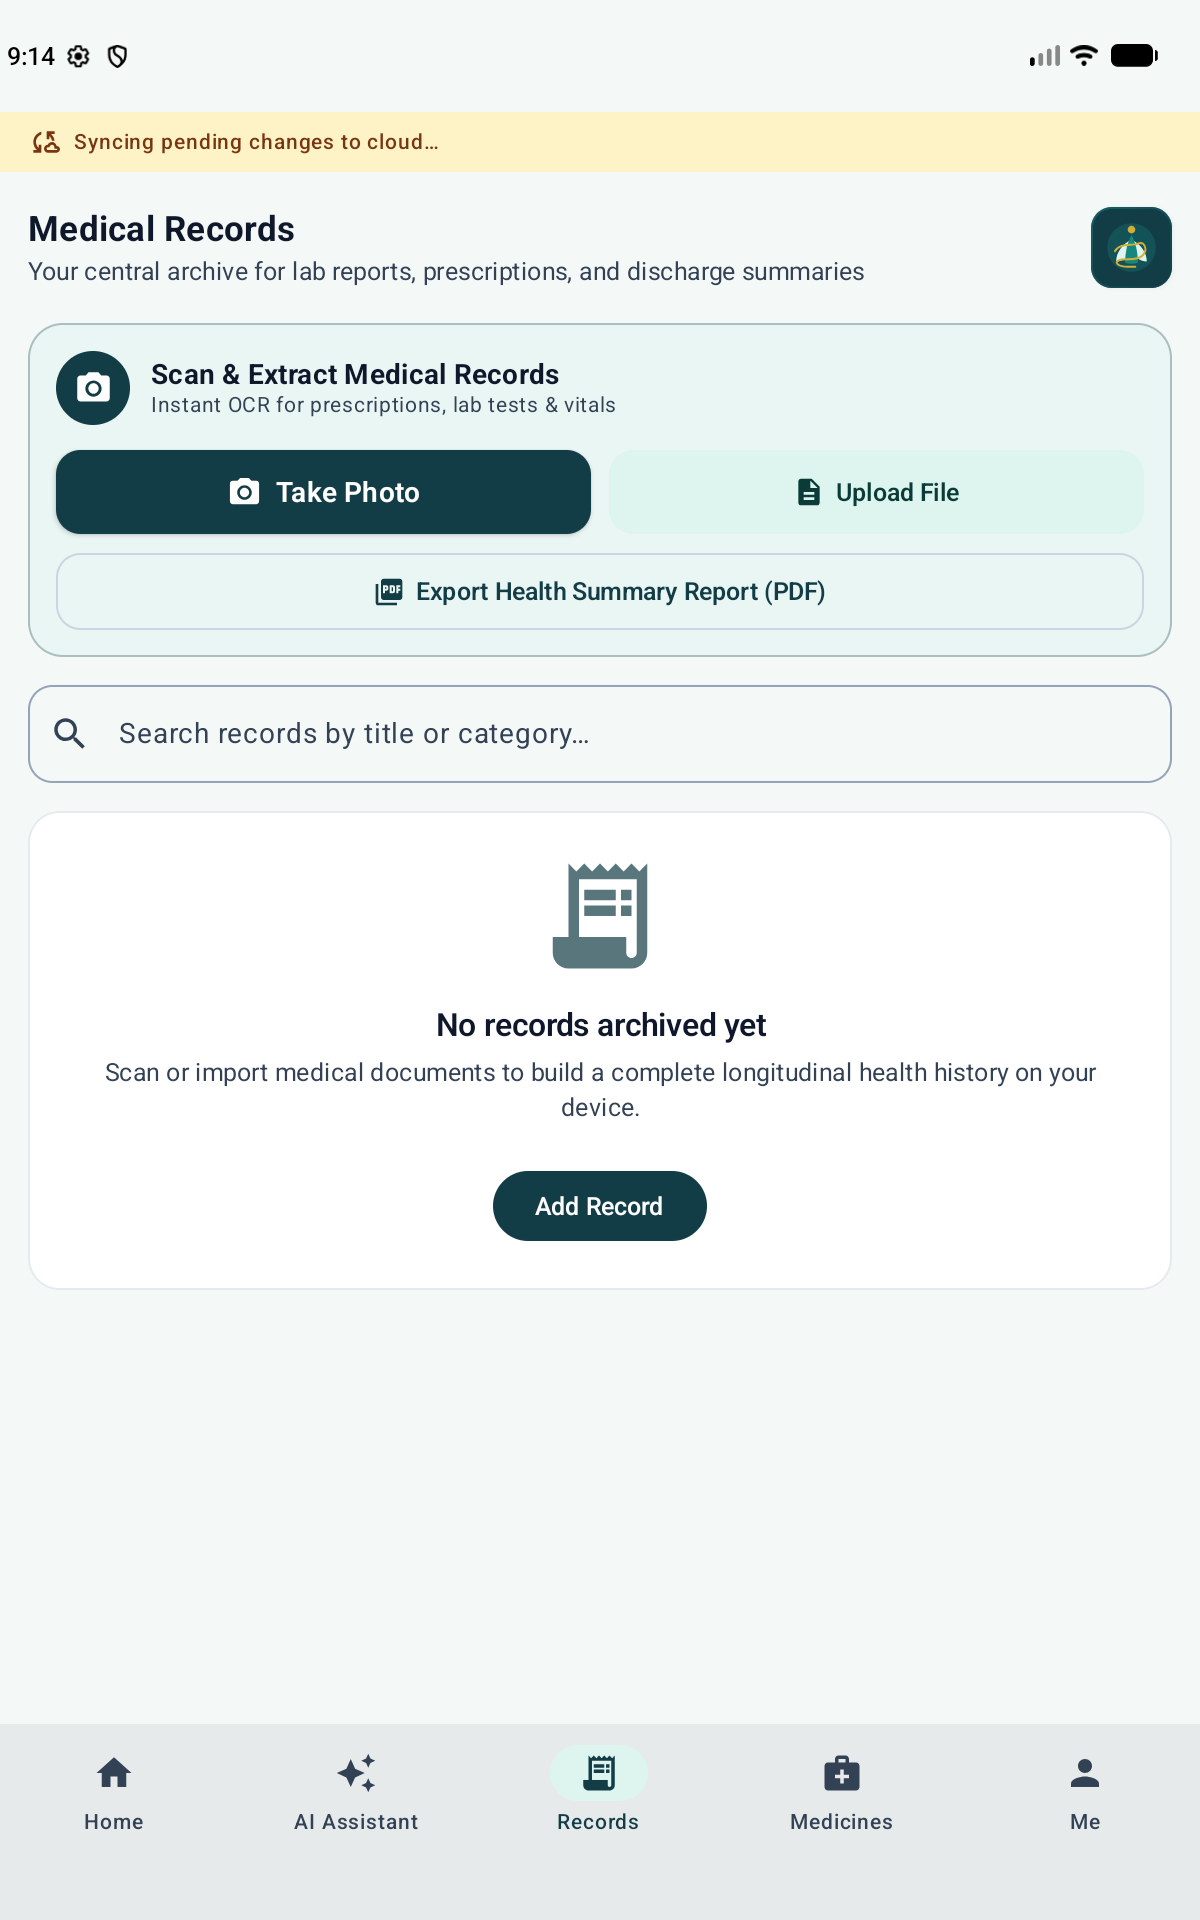 9:14
Syncing pending changes to cloud…
Medical Records
Your central archive for lab reports, prescriptions, and discharge summaries
Scan & Extract Medical Records
Instant OCR for prescriptions, lab tests & vitals
Take Photo
Upload File
PDF
Export Health Summary Report (PDF)
Search records by title or category…
No records archived yet
Scan or import medical documents to build a complete longitudinal health history on your
device.
Add Record
Home
AI Assistant
Records
Medicines
Me